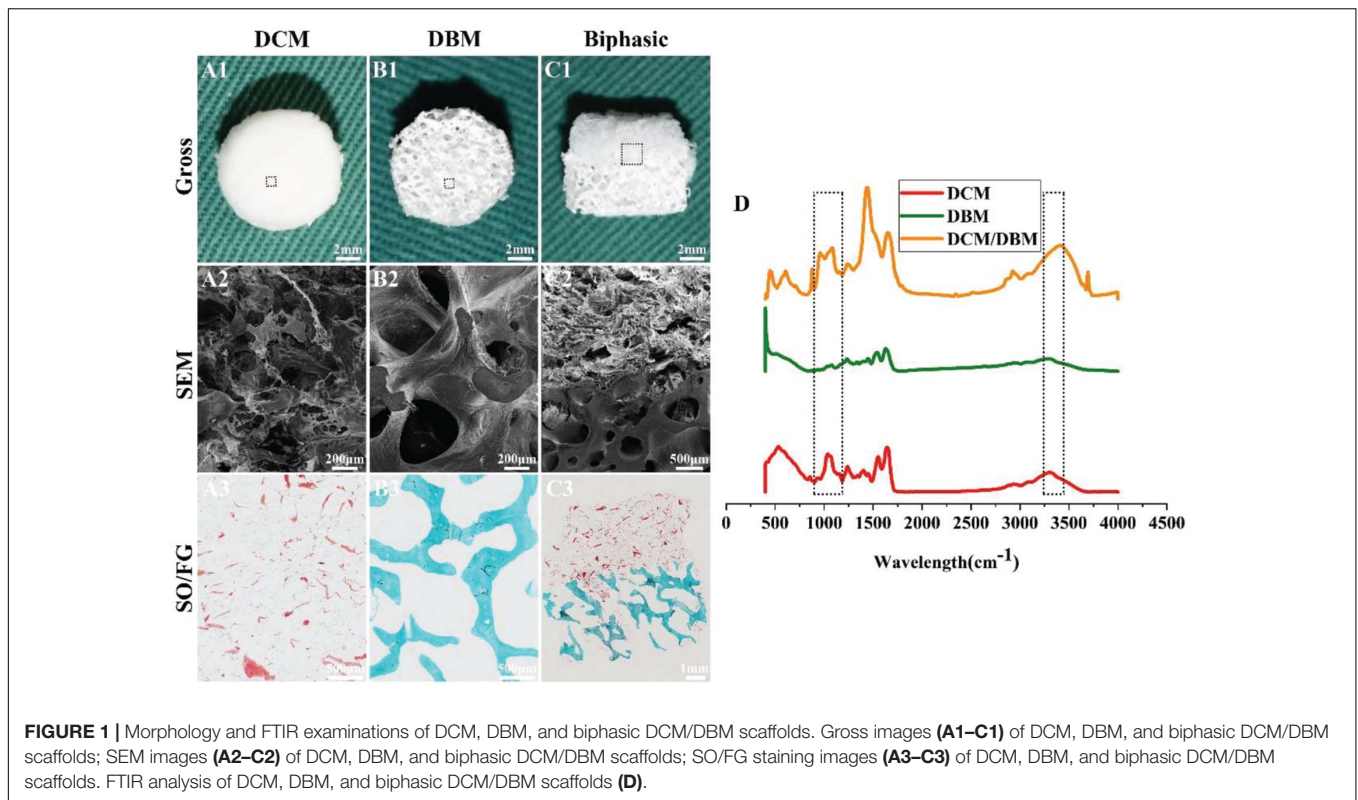 DCM DBM Biphasic
Gross
A1 B1 C1
2mm 2mm 2mm
SEM
A2 B2 C2
200μm 200μm 500μm
SO/FG
A3 B3 C3
500μm 500μm 1mm
D
DCM
DBM
DCM/DBM
0 500 1000 1500 2000 2500 3000 3500 4000 4500
Wavelength(cm-1)
FIGURE 1 | Morphology and FTIR examinations of DCM, DBM, and biphasic DCM/DBM scaffolds. Gross images (A1–C1) of DCM, DBM, and biphasic DCM/DBM
scaffolds; SEM images (A2–C2) of DCM, DBM, and biphasic DCM/DBM scaffolds; SO/FG staining images (A3–C3) of DCM, DBM, and biphasic DCM/DBM
scaffolds. FTIR analysis of DCM, DBM, and biphasic DCM/DBM scaffolds (D).